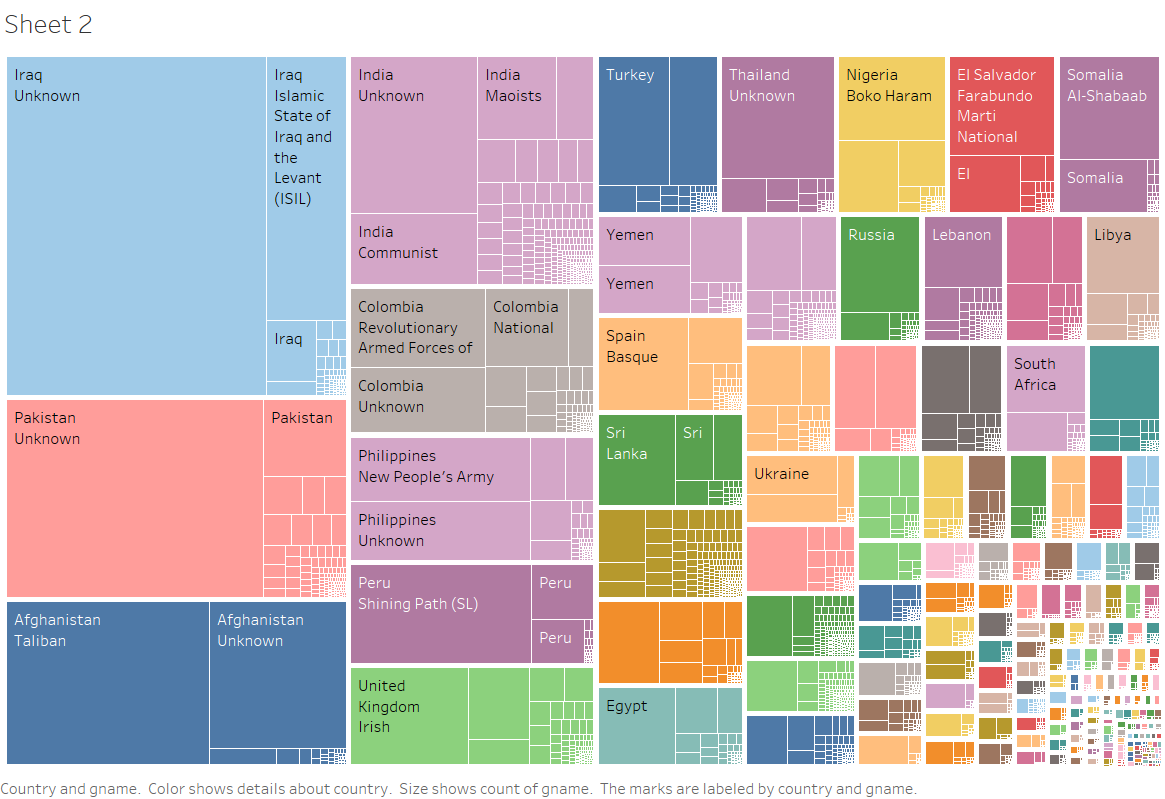 Sheet 2
Iraq
Unknown
Iraq
Islamic
State of
Iraq and
the
Levant
(ISIL)
Iraq
Pakistan
Unknown
Pakistan
Afghanistan
Taliban
Afghanistan
Unknown
India
Unknown
India
Maoists
India
Communist
Colombia
Revolutionary
Armed Forces of
Colombia
National
Colombia
Unknown
Philippines
New People's Army
Philippines
Unknown
Peru
Shining Path (SL)
Peru
Peru
United
Kingdom
Irish
Turkey
Thailand
Unknown
Nigeria
Boko Haram
El Salvador
Farabundo
Marti
National
El
Somalia
Al-Shabaab
Somalia
Yemen
Yemen
Russia
Lebanon
Libya
Spain
Basque
South
Africa
Sri
Lanka
Sri
Ukraine
Egypt
Country and gname.  Color shows details about country.  Size shows count of gname.  The marks are labeled by country and gname.